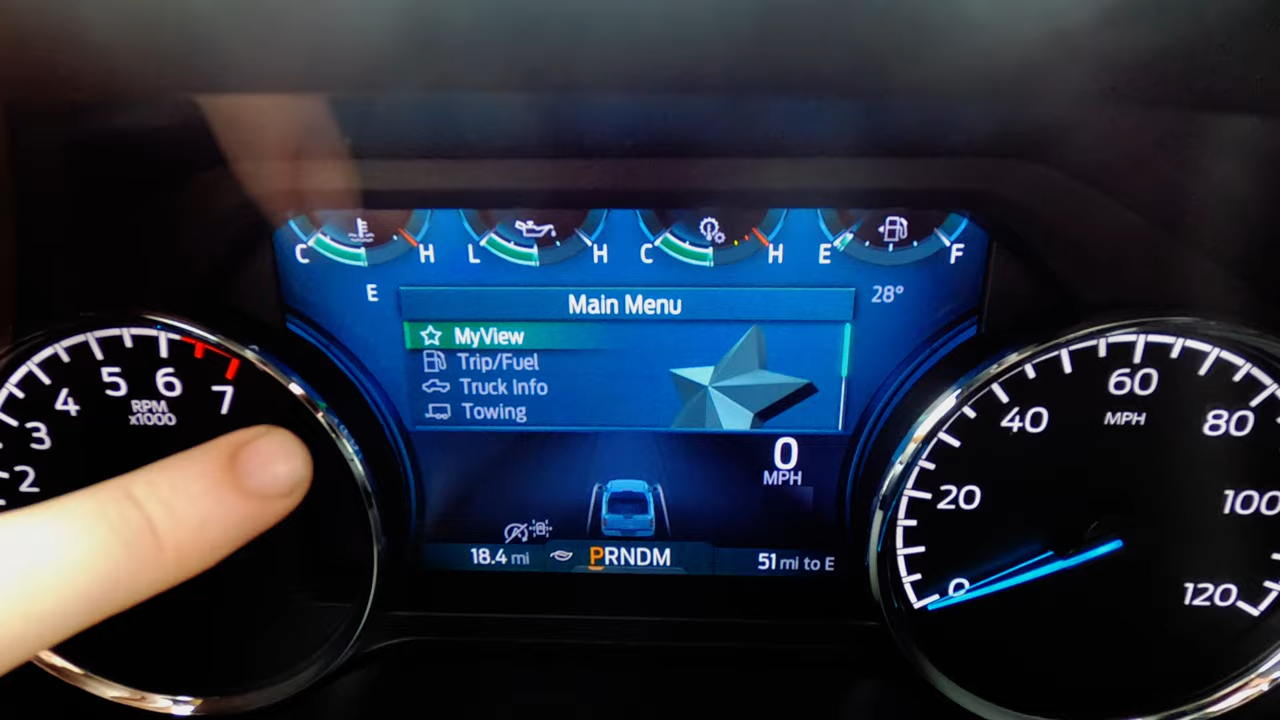 C H L H C H E F
E
28°
Main Menu
MyView
Trip/Fuel
Truck Info
Towing
0
MPH
18.4 mi
PRNDM
51 mi to E
2
3
4
5
6
7
RPM
x1000
0
20
40
60
80
100
120
MPH